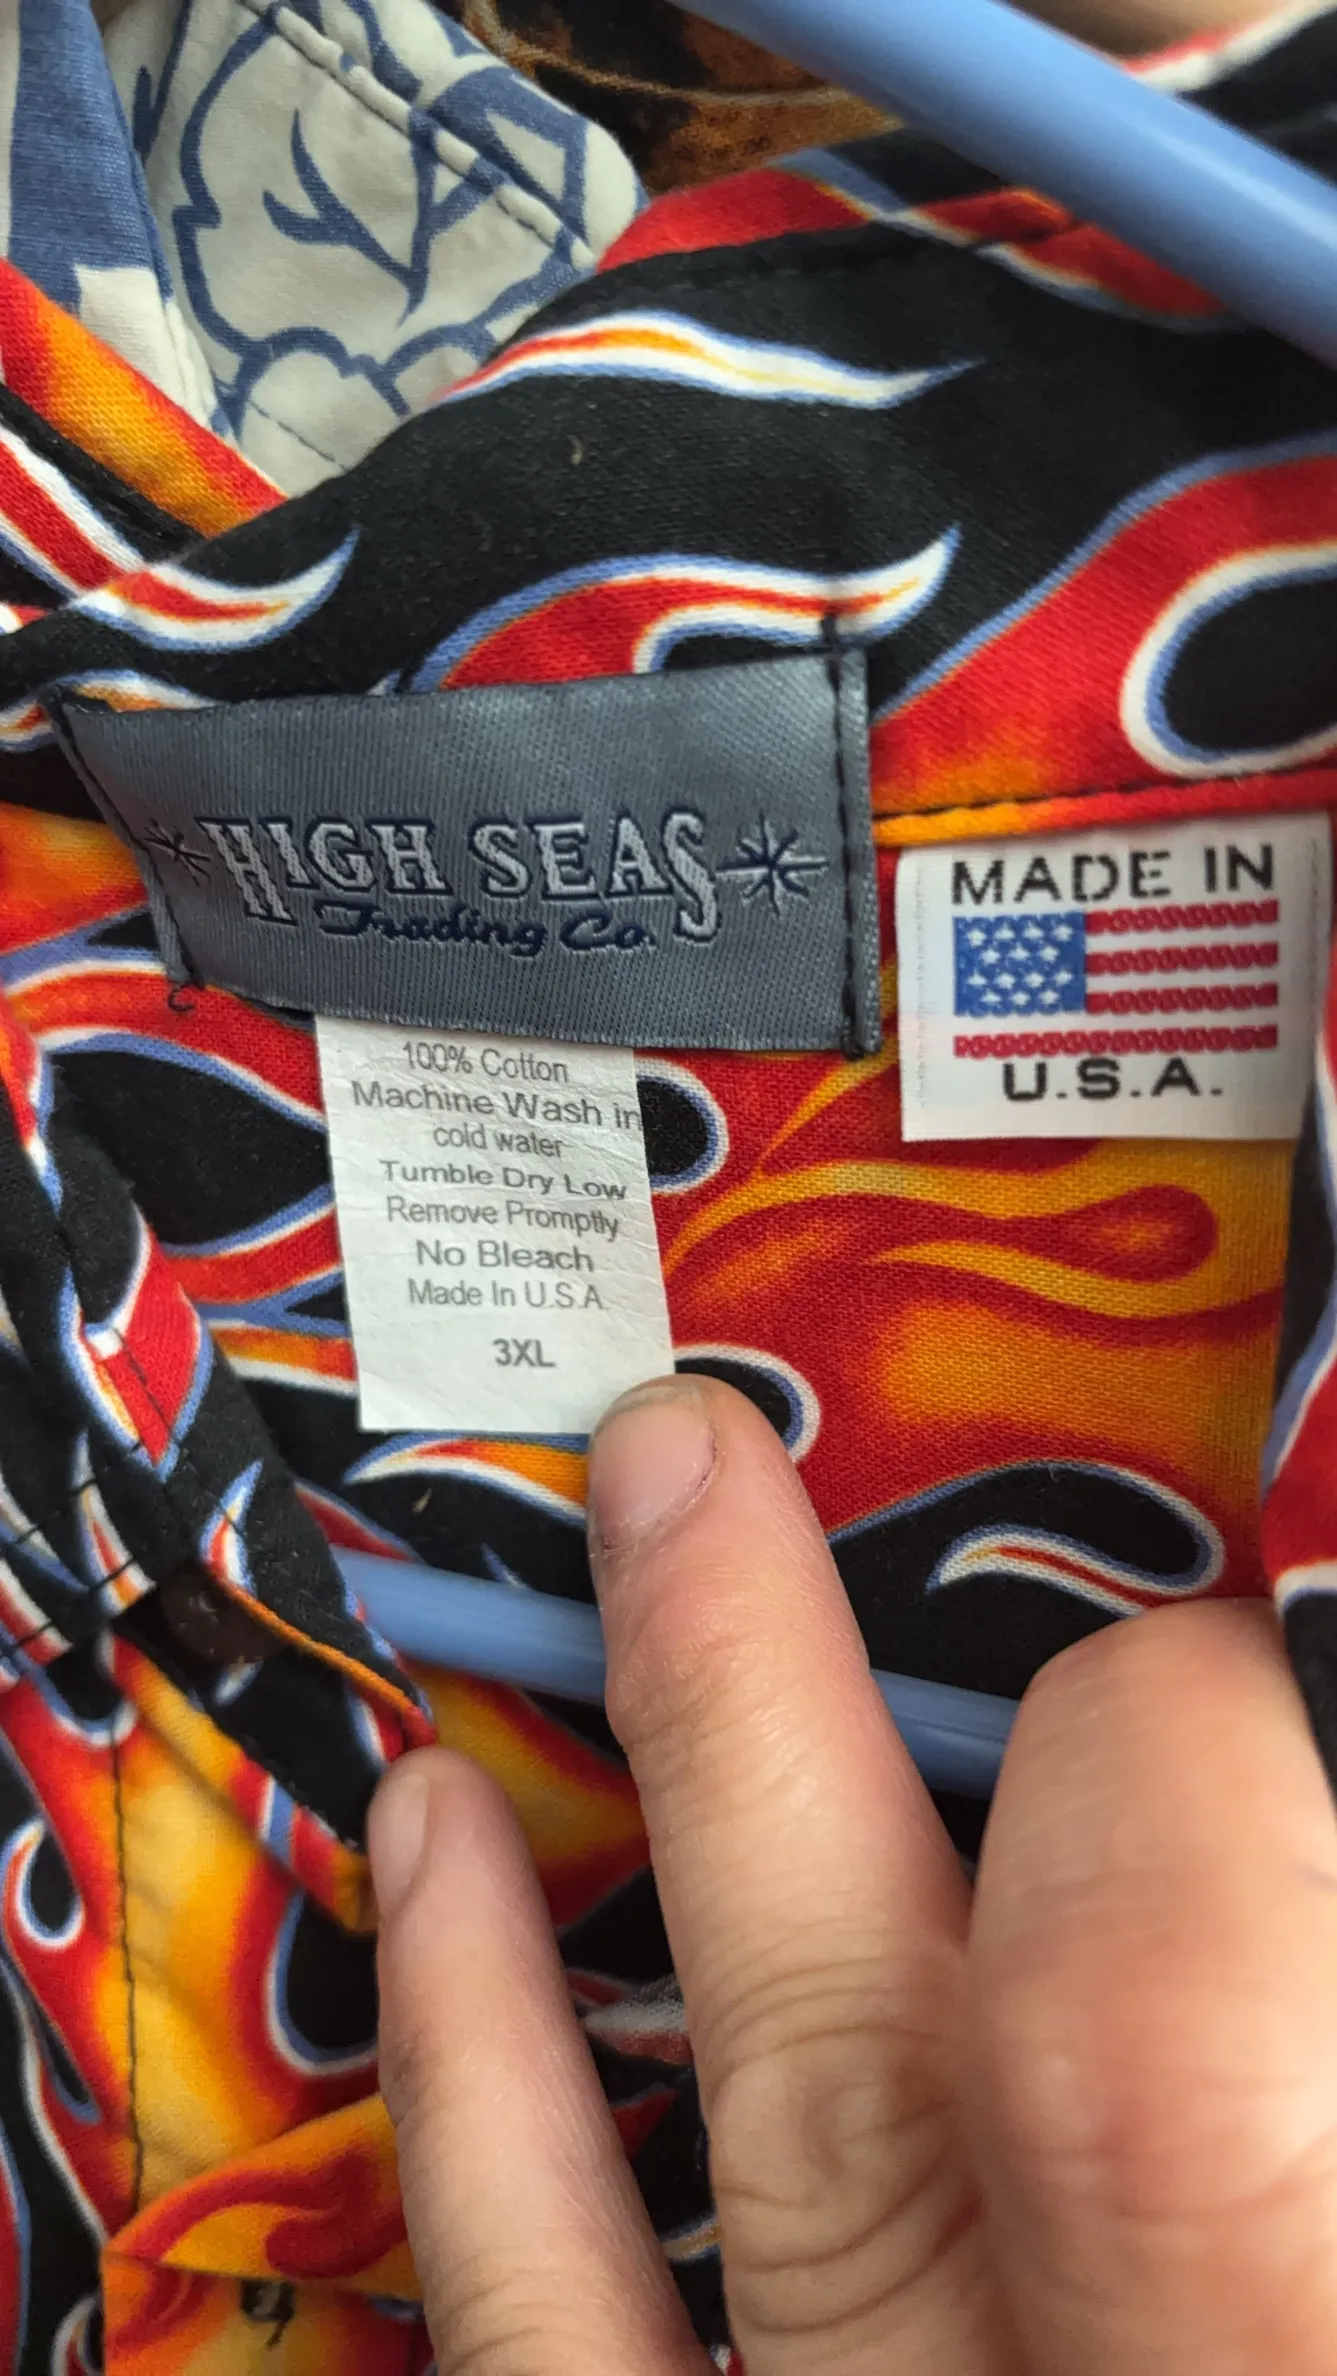 HIGH SEAS
Trading Co.
MADE IN
U.S.A.
100% Cotton
Machine Wash in
cold water
Tumble Dry Low
Remove Promptly
No Bleach
Made In U.S.A.
3XL